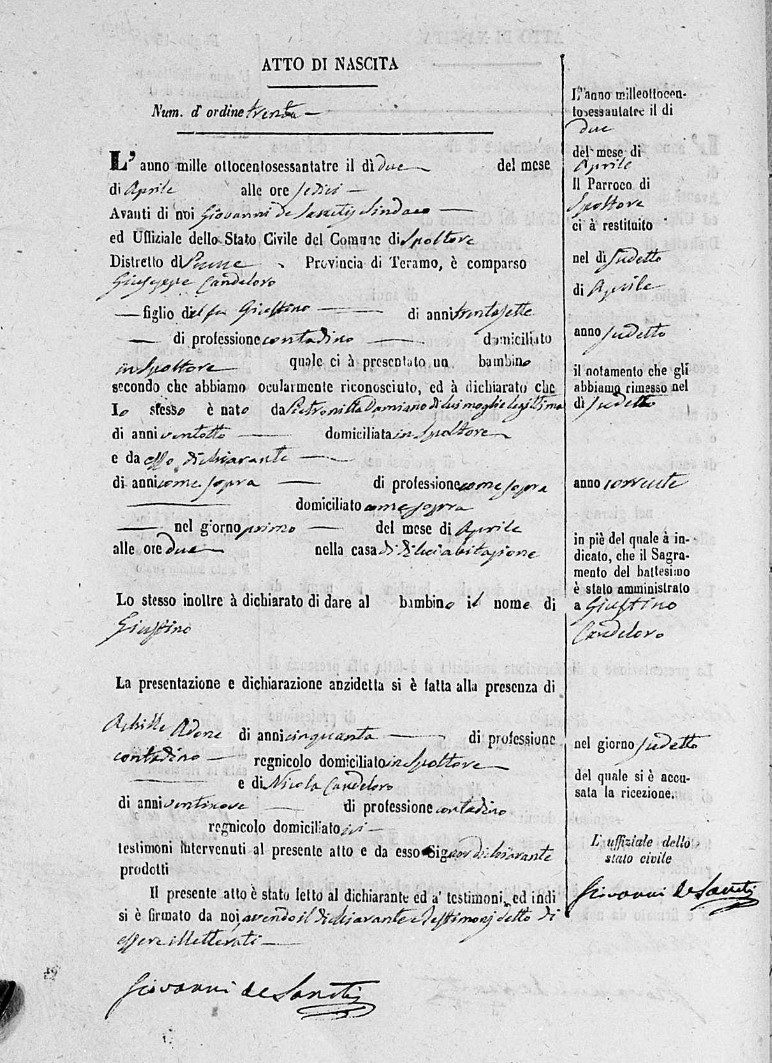 ATTO DI NASCITA
Num. d' ordine trenta
L' anno mille ottocentosessantatre il dì due del mese
di Aprile alle ore sedici
Avanti di noi Giovanni de Sanctis Sindaco
ed Uffiziale dello Stato Civile del Comune di Spoltore
Distretto di Penne Provincia di Teramo, è comparso
Giuseppe Candeloro
figlio del fu Giustino di anni trentasette
di professione contadino domiciliato
in Spoltore quale ci à presentato un bambino
secondo che abbiamo ocularmente riconosciuto, ed à dichiarato che
lo stesso è nato da Petronilla Damiano di lui moglie legittima
di anni ventotto domiciliata in Spoltore
e da esso dichiarante
di anni come sopra di professione come sopra
domiciliato come sopra
nel giorno primo del mese di Aprile
alle ore due nella casa di di lui abitazione
Lo stesso inoltre à dichiarato di dare al bambino il nome di
Giustino
La presentazione e dichiarazione anzidetta si è fatta alla presenza di
Achille Adone di anni cinquanta di professione
contadino regnicolo domiciliato in Spoltore
e di Nicola Candeloro
di anni ventinove di professione contadino
regnicolo domiciliato ivi
testimoni intervenuti al presente atto e da esso Signor dichiarante
prodotti
Il presente atto è stato letto al dichiarante ed a' testimoni, ed indi
si è firmato da noi avendo il dichiarante e testimonj detto di
essere illetterati
Giovanni de Sanctis
L' anno milleottocen-
tosessantatre il di
due
del mese di
Aprile
Il Parroco di
Spoltore
ci à restituito
nel dì sudetto
di Aprile
anno sudetto
il notamento che gli
abbiamo rimesso nel
dì sudetto
anno corrente
in piè del quale à in-
dicato, che il Sagra-
mento del battesimo
è stato amministrato
a Giustino
Candeloro
nel giorno sudetto
del quale si è accu-
sata la ricezione.
L' uffiziale dello
stato civile
Giovanni de Sanctis